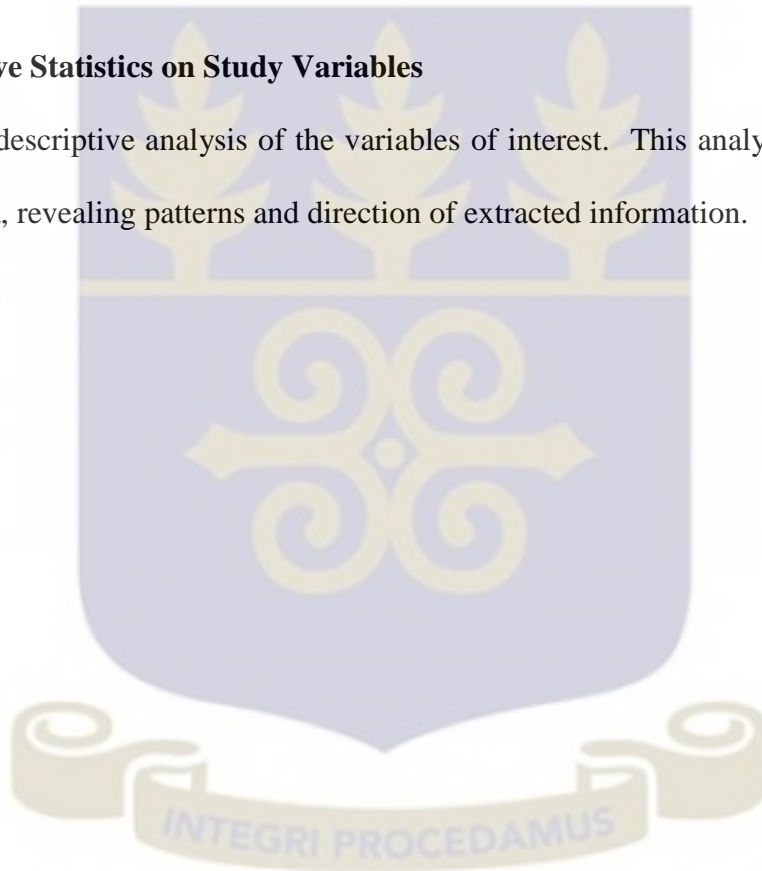 ve Statistics on Study Variables
descriptive analysis of the variables of interest. This analy
, revealing patterns and direction of extracted information.
INTEGRI PROCEDAMUS